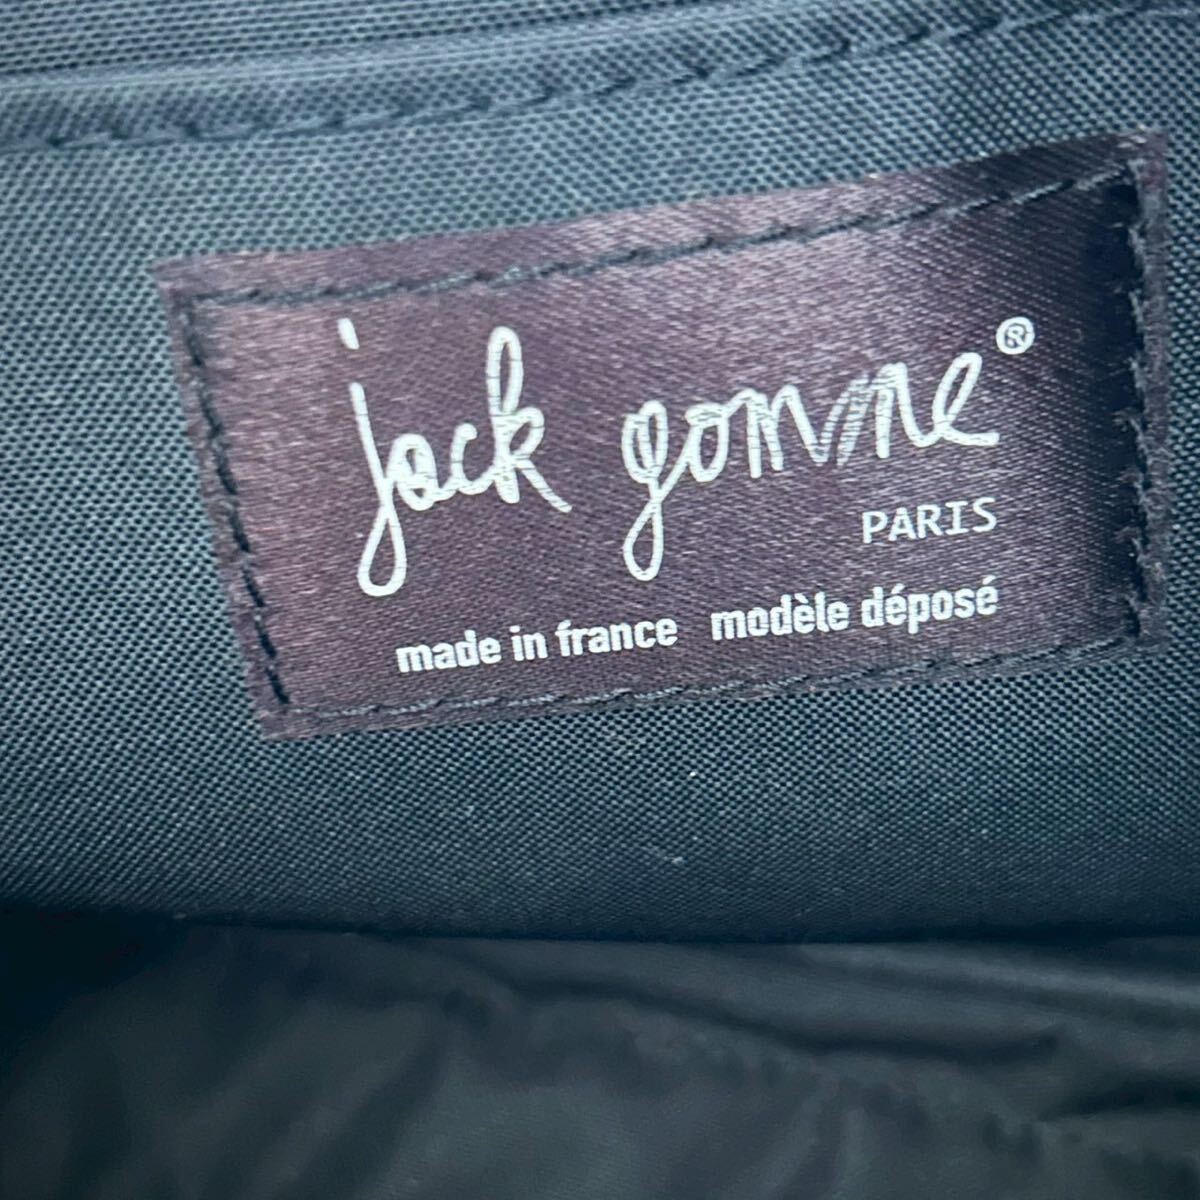 jack gomme®
PARIS
made in france modèle déposé